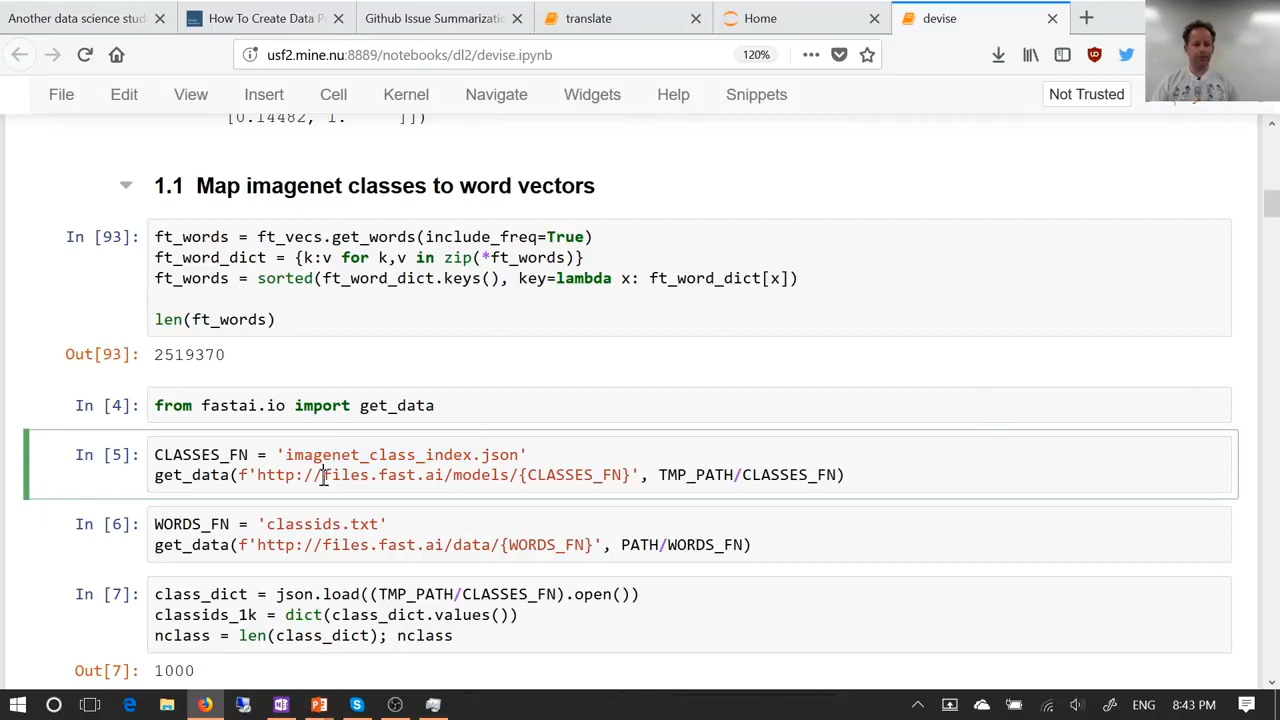 Another data science stud
How To Create Data P
Github Issue Summarizatio
translate
Home
devise
usf2.mine.nu:8889/notebooks/dl2/devise.ipynb
120%
File Edit View Insert Cell Kernel Navigate Widgets Help Snippets
Not Trusted
[0.14482, 1. ]])
1.1 Map imagenet classes to word vectors
In [93]:
ft_words = ft_vecs.get_words(include_freq=True)
ft_word_dict = {k:v for k,v in zip(*ft_words)}
ft_words = sorted(ft_word_dict.keys(), key=lambda x: ft_word_dict[x])
len(ft_words)
Out[93]: 2519370
In [4]: from fastai.io import get_data
In [5]: CLASSES_FN = 'imagenet_class_index.json'
get_data(f'http://files.fast.ai/models/{CLASSES_FN}', TMP_PATH/CLASSES_FN)
In [6]: WORDS_FN = 'classids.txt'
get_data(f'http://files.fast.ai/data/{WORDS_FN}', PATH/WORDS_FN)
In [7]: class_dict = json.load((TMP_PATH/CLASSES_FN).open())
classids_1k = dict(class_dict.values())
nclass = len(class_dict); nclass
Out[7]: 1000
ENG 8:43 PM